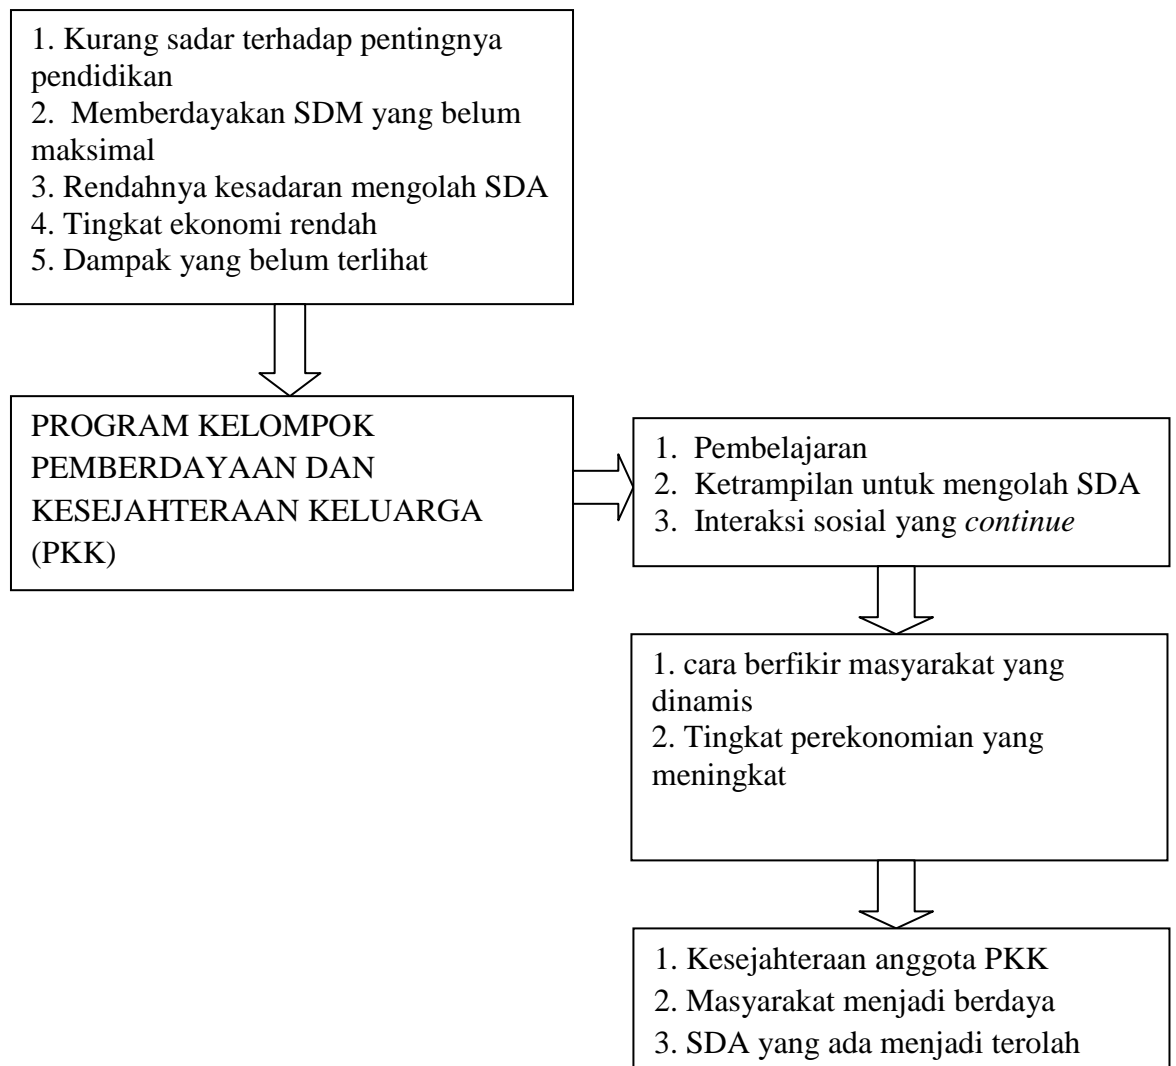 1. Kurang sadar terhadap pentingnya
pendidikan
2. Memberdayakan SDM yang belum
maksimal
3. Rendahnya kesadaran mengolah SDA
4. Tingkat ekonomi rendah
5. Dampak yang belum terlihat
PROGRAM KELOMPOK
PEMBERDAYAAN DAN
KESEJAHTERAAN KELUARGA
(PKK)
1. Pembelajaran
2. Ketrampilan untuk mengolah SDA
3. Interaksi sosial yang continue
1. cara berfikir masyarakat yang
dinamis
2. Tingkat perekonomian yang
meningkat
1. Kesejahteraan anggota PKK
2. Masyarakat menjadi berdaya
3. SDA yang ada menjadi terolah